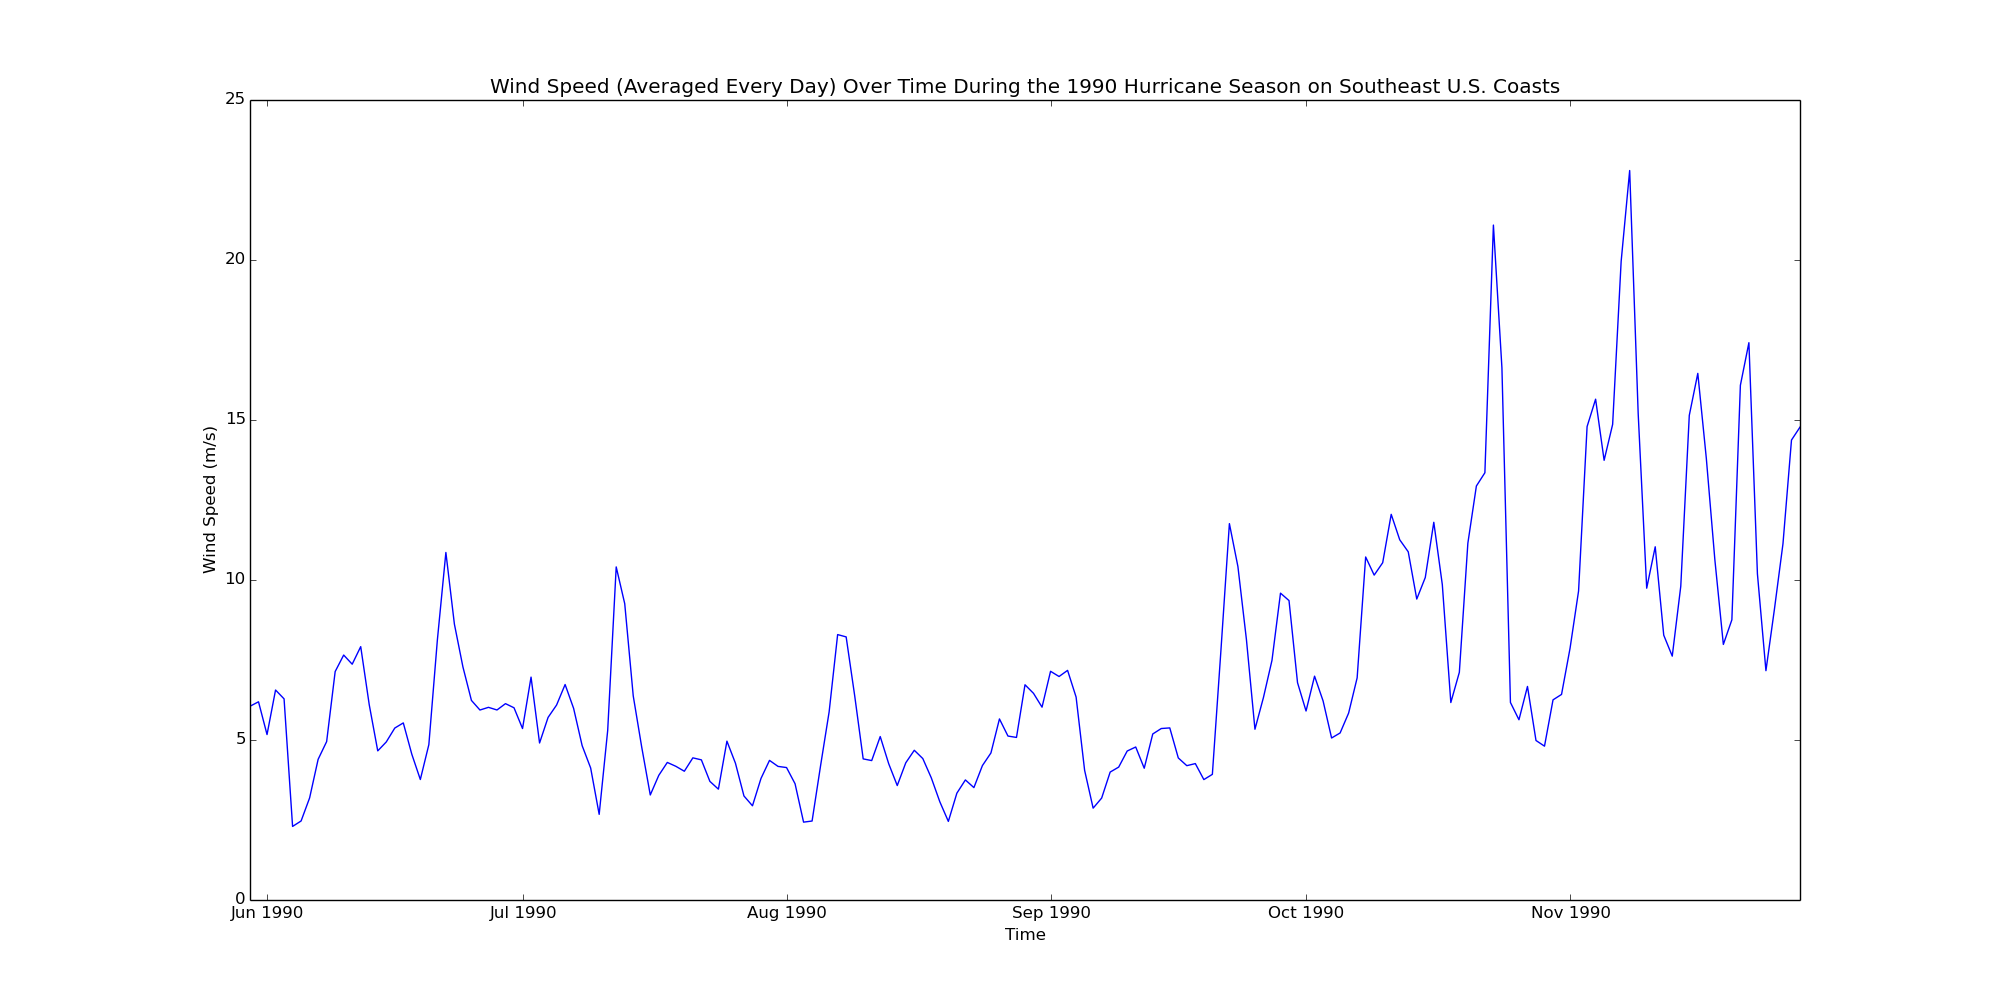 Wind Speed (Averaged Every Day) Over Time During the 1990 Hurricane Season on Southeast U.S. Coasts
25
20
15
10
5
0
Wind Speed (m/s)
Jun 1990 Jul 1990 Aug 1990 Sep 1990 Oct 1990 Nov 1990
Time